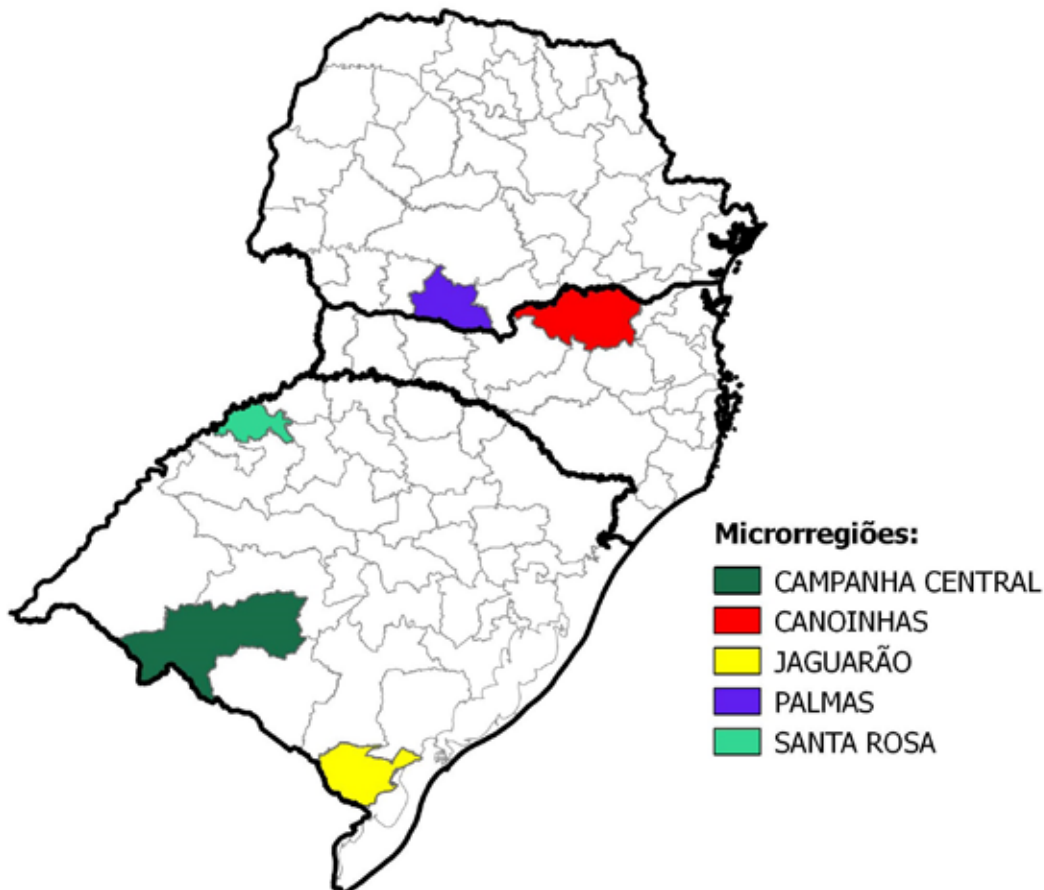 Microrregiões:
CAMPANHA CENTRAL
CANOINHAS
JAGUARÃO
PALMAS
SANTA ROSA